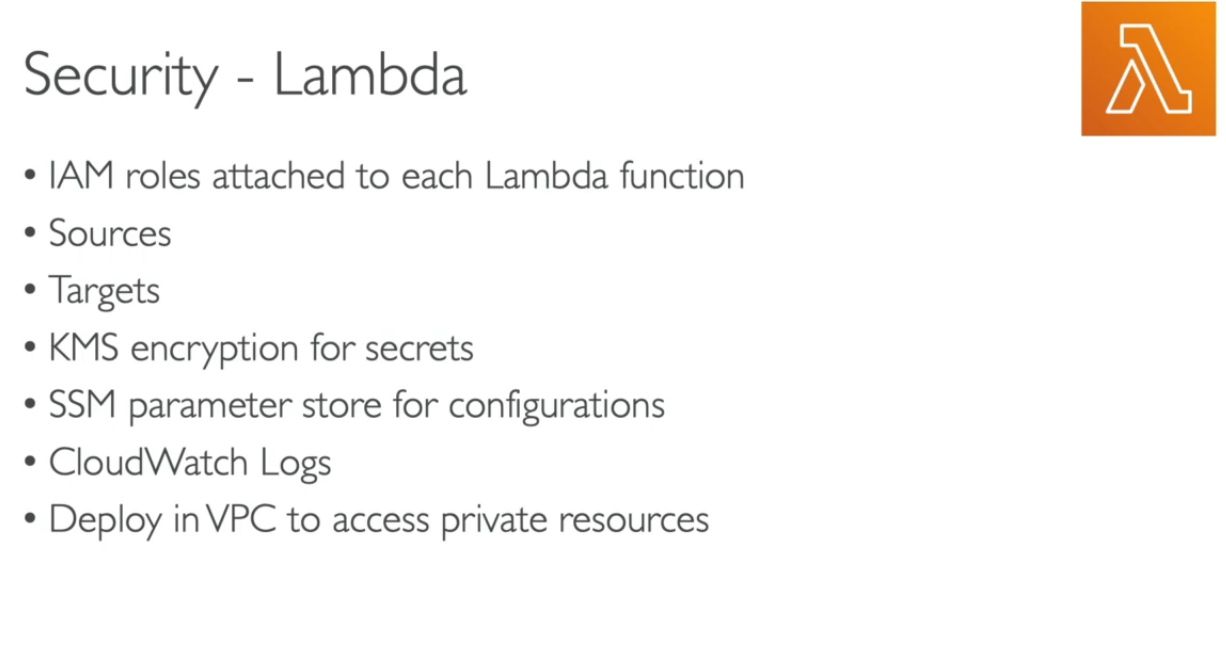 Security - Lambda
• IAM roles attached to each Lambda function
• Sources
• Targets
• KMS encryption for secrets
• SSM parameter store for configurations
• CloudWatch Logs
• Deploy in VPC to access private resources